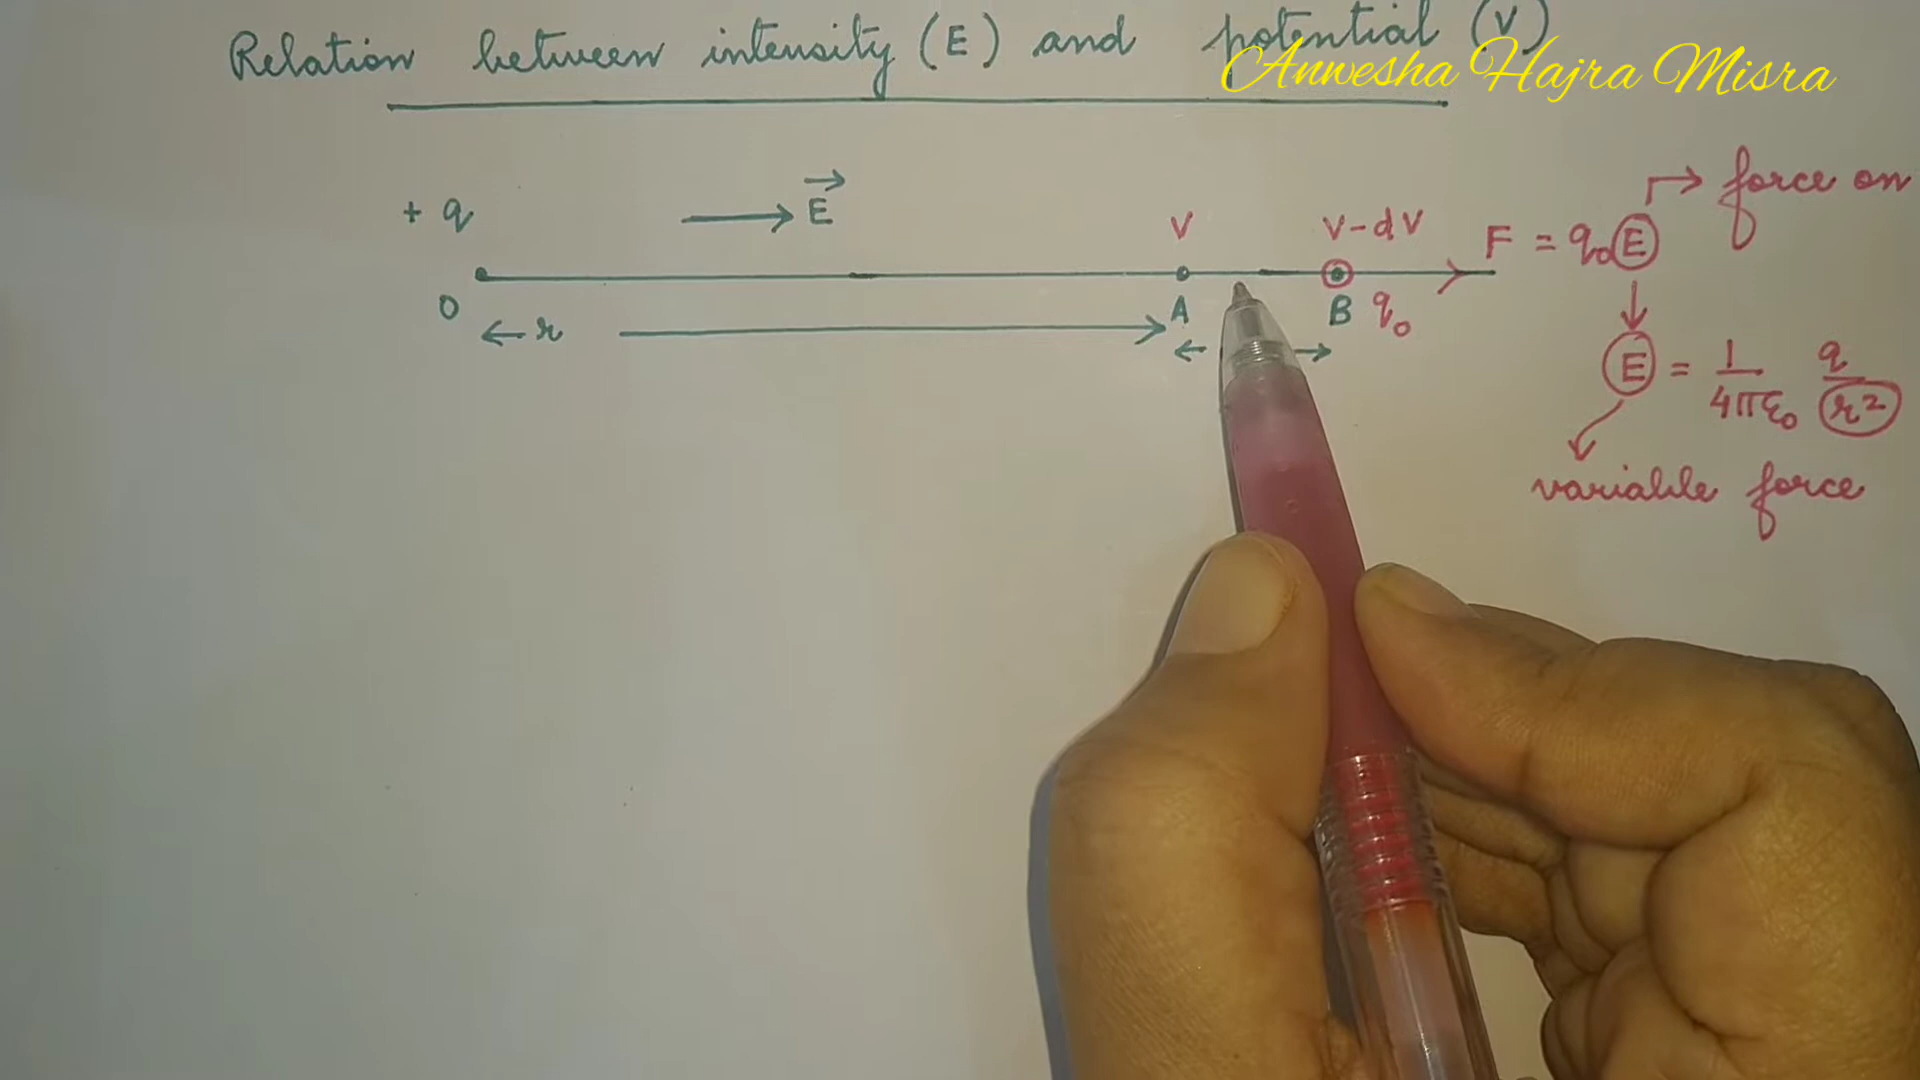 Relation between intensity (E) and potential (V)
Anwesha Hajra Misra
force on
+ q
→ E
V
V-dV
F = q₀E
O
← r →
A
B
q₀
← →
E = 1/4πε₀ q/r²
variable force